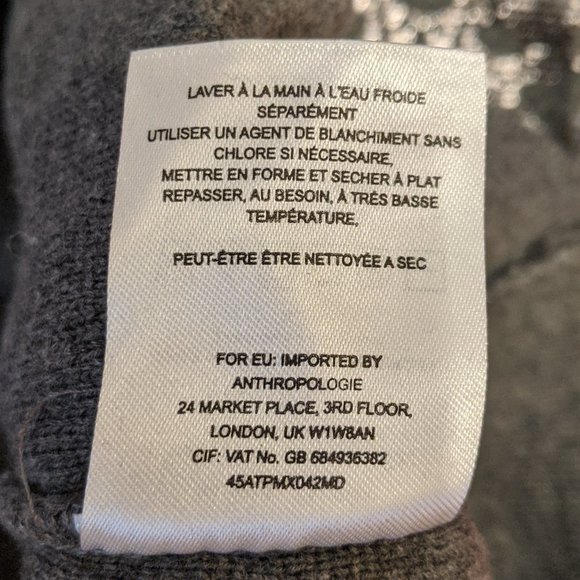 LAVER À LA MAIN À L'EAU FROIDE
SÉPARÉMENT
UTILISER UN AGENT DE BLANCHIMENT SANS
CHLORE SI NÉCESSAIRE.
METTRE EN FORME ET SECHER À PLAT
REPASSER, AU BESOIN, À TRÈS BASSE
TEMPÉRATURE.
PEUT-ÊTRE ÊTRE NETTOYÉE A SEC
FOR EU: IMPORTED BY
ANTHROPOLOGIE
24 MARKET PLACE, 3RD FLOOR,
LONDON, UK W1W8AN
CIF: VAT No. GB 684936382
45ATPMX042MD